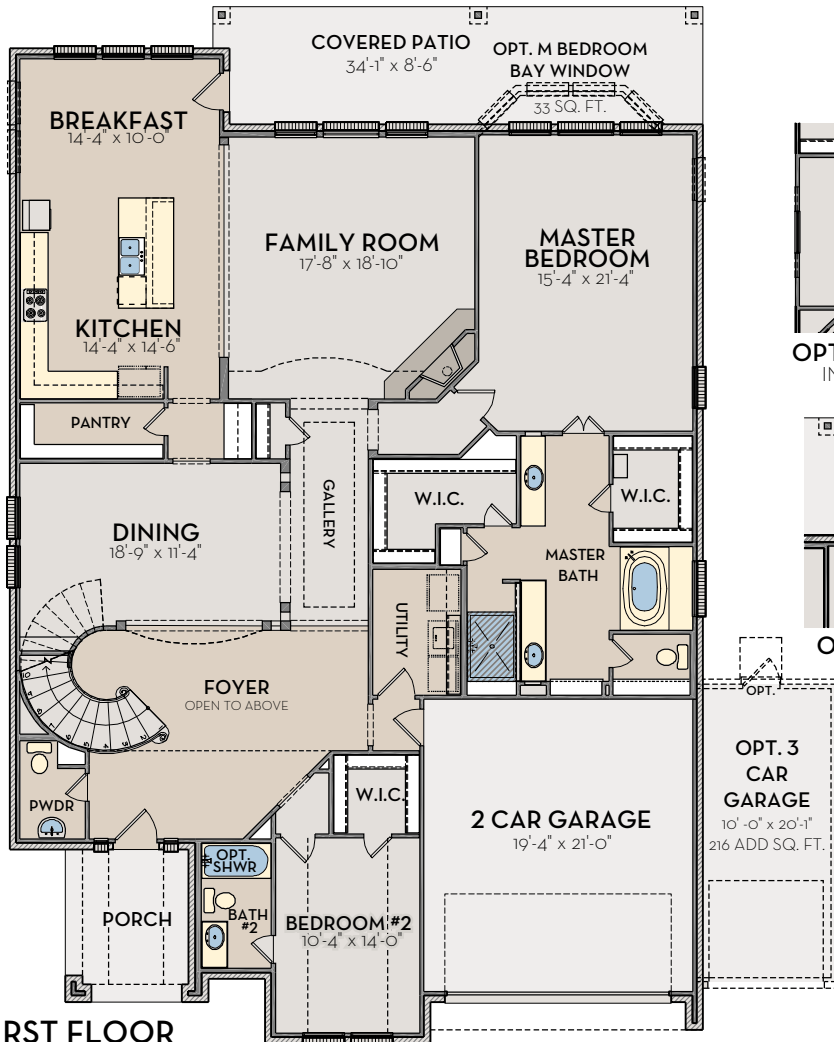 COVERED PATIO
34'-1" x 8'-6"
OPT. M BEDROOM
BAY WINDOW
33 SQ. FT.
BREAKFAST
14'-4" x 10'-0"
FAMILY ROOM
17'-8" x 18'-10"
MASTER
BEDROOM
15'-4" x 21'-4"
KITCHEN
14'-4" x 14'-6"
OPT
IN
PANTRY
GALLERY
W.I.C.
W.I.C.
DINING
18'-9" x 11'-4"
MASTER
BATH
UTILITY
O
FOYER
OPEN TO ABOVE
OPT.
OPT. 3
CAR
GARAGE
10'-0" x 20'-1"
216 ADD SQ. FT.
PWDR
W.I.C.
2 CAR GARAGE
19'-4" x 21'-0"
OPT.
SHWR
PORCH
BATH
#2
BEDROOM #2
10'-4" x 14'-0"
RST FLOOR